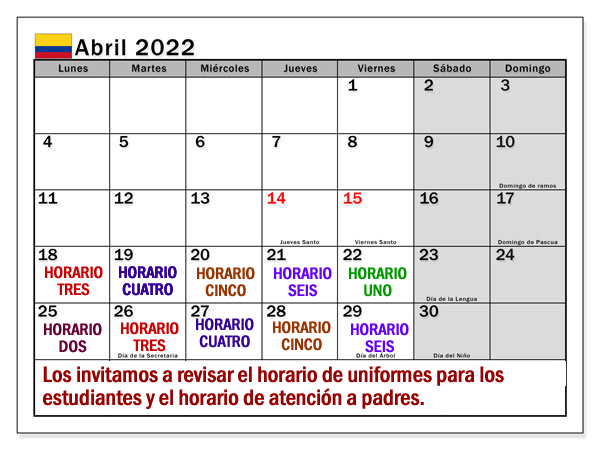 Abril 2022
Lunes Martes Miércoles Jueves Viernes Sábado Domingo
1 2 3
4 5 6 7 8 9 10
Domingo de ramos
11 12 13 14 15 16 17
Jueves Santo Viernes Santo Domingo de Pascua
18 19 20 21 22 23 24
HORARIO HORARIO HORARIO HORARIO HORARIO
TRES CUATRO CINCO SEIS UNO
Día de la Lengua
25 26 27 28 29 30
HORARIO HORARIO HORARIO HORARIO HORARIO
DOS TRES CUATRO CINCO SEIS
Día de la Secretaria Día del Árbol Día del Niño
Los invitamos a revisar el horario de uniformes para los
estudiantes y el horario de atención a padres.